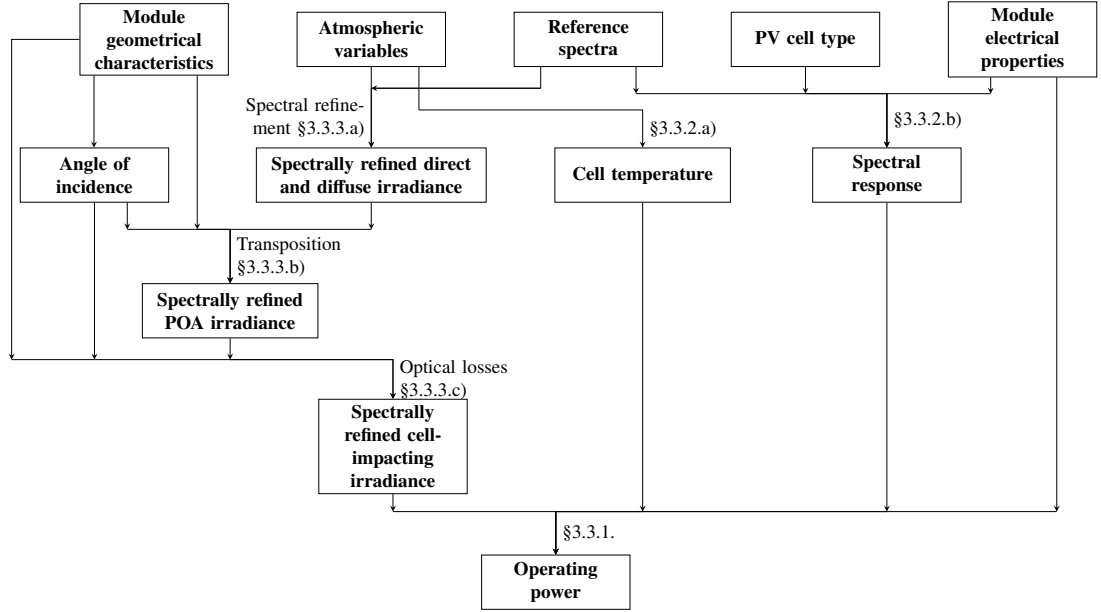 Module
geometrical
characteristics
Atmospheric
variables
Reference
spectra
PV cell type
Module
electrical
properties
Spectral refine-
ment §3.3.3.a)
§3.3.2.a)
§3.3.2.b)
Angle of
incidence
Spectrally refined direct
and diffuse irradiance
Cell temperature
Spectral
response
Transposition
§3.3.3.b)
Spectrally refined
POA irradiance
Optical losses
§3.3.3.c)
Spectrally
refined cell-
impacting
irradiance
§3.3.1.
Operating
power